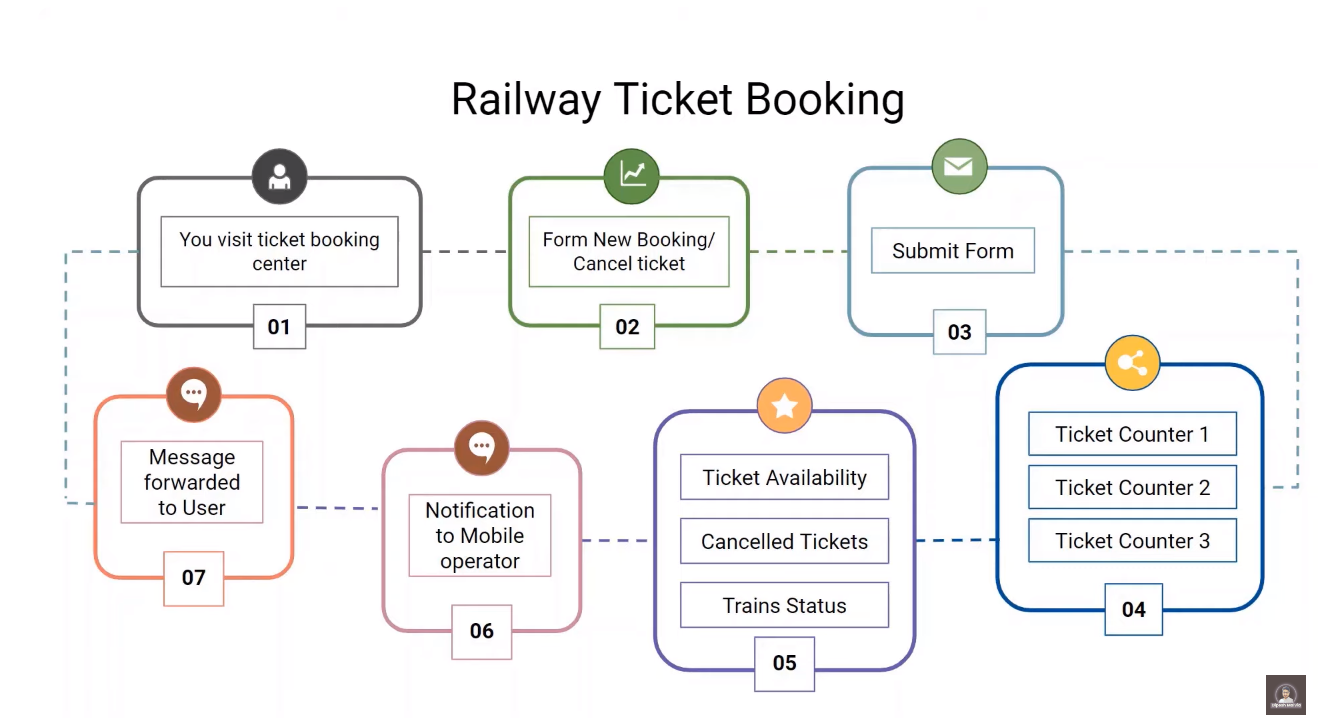 Railway Ticket Booking
You visit ticket booking
center
01
Form New Booking/
Cancel ticket
02
Submit Form
03
Ticket Counter 1
Ticket Counter 2
Ticket Counter 3
04
Ticket Availability
Cancelled Tickets
Trains Status
05
Notification
to Mobile
operator
06
Message
forwarded
to User
07